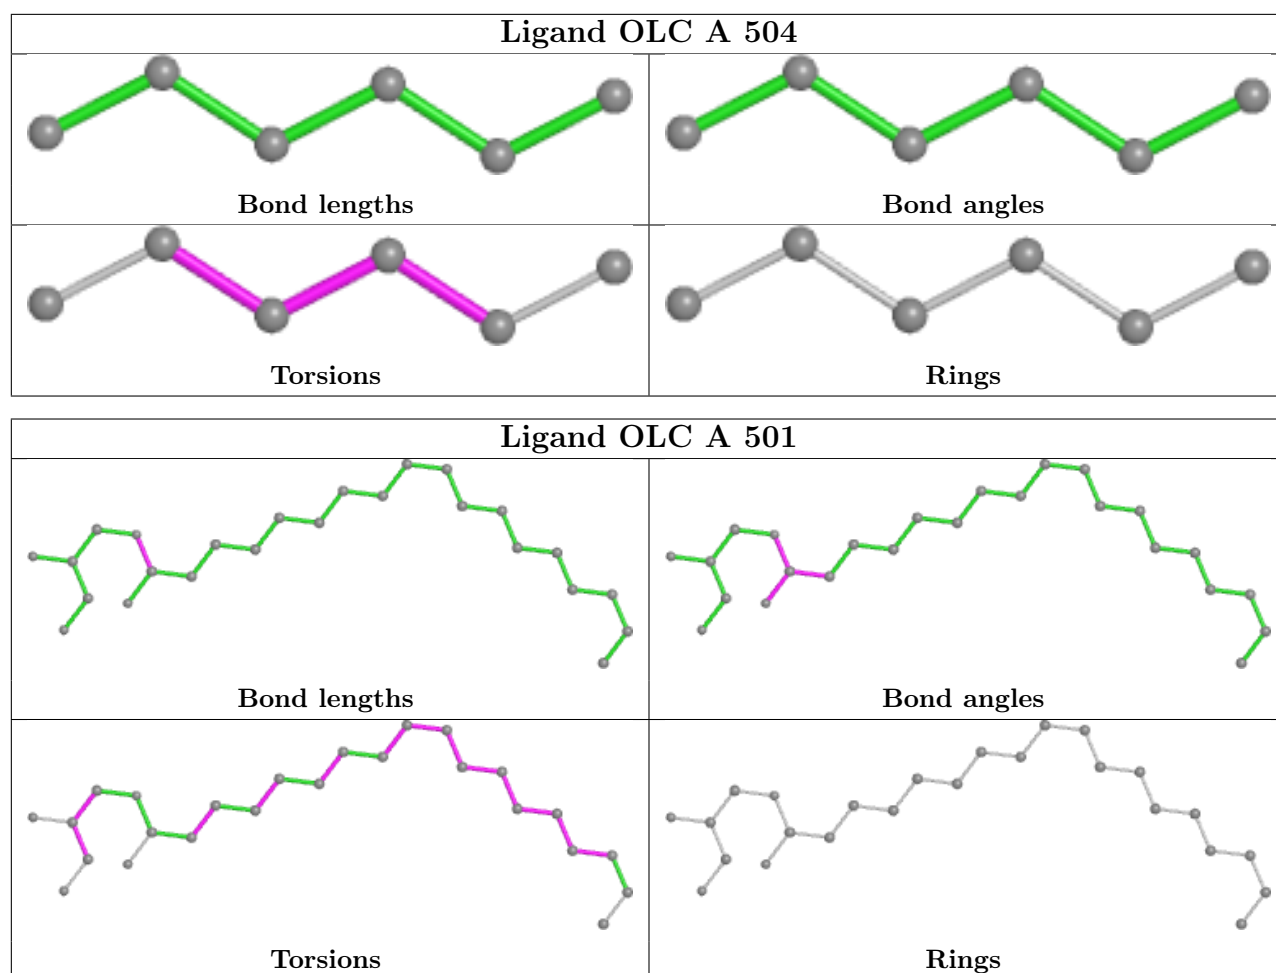 Ligand OLC A 504
Bond lengths
Bond angles
Torsions
Rings
Ligand OLC A 501
Bond lengths
Bond angles
Torsions
Rings